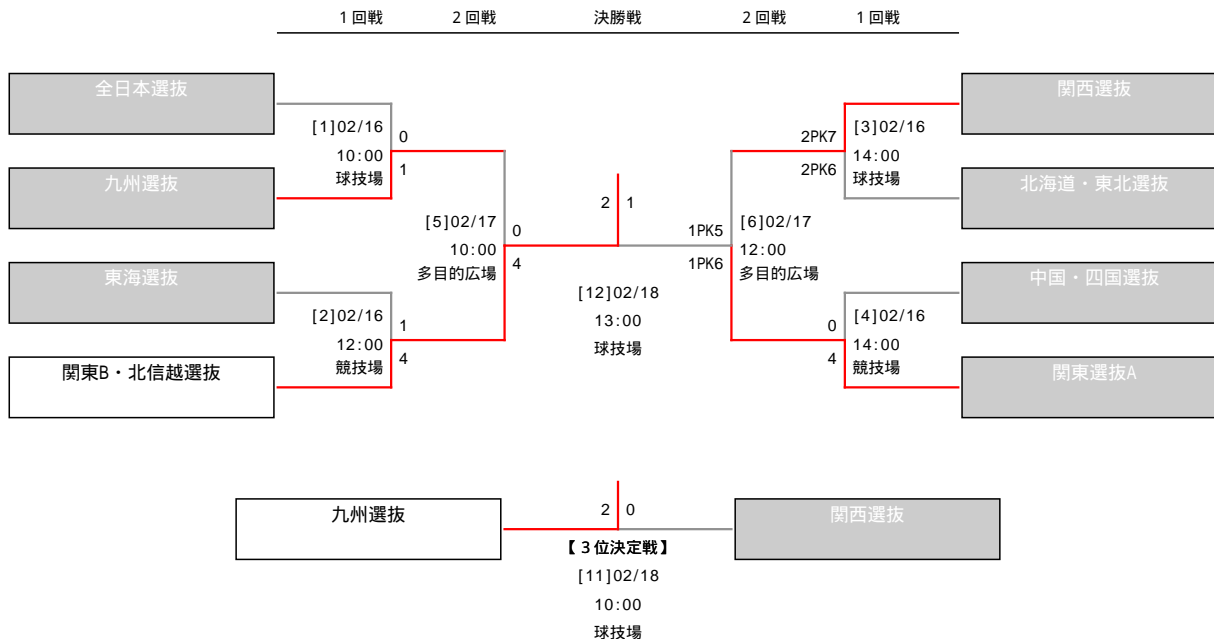 1回戦 2回戦 決勝戦 2回戦 1回戦
全日本選抜
[1]02/16
10:00
球技場
0
1
九州選抜
[5]02/17
10:00
多目的広場
0
4
東海選抜
[2]02/16
12:00
競技場
1
4
関東B・北信越選抜
2 1
[12]02/18
13:00
球技場
関西選抜
2PK7
2PK6
[3]02/16
14:00
球技場
北海道・東北選抜
1PK5
1PK6
[6]02/17
12:00
多目的広場
中国・四国選抜
0
4
[4]02/16
14:00
競技場
関東選抜A
九州選抜
2 0
関西選抜
【3位決定戦】
[11]02/18
10:00
球技場